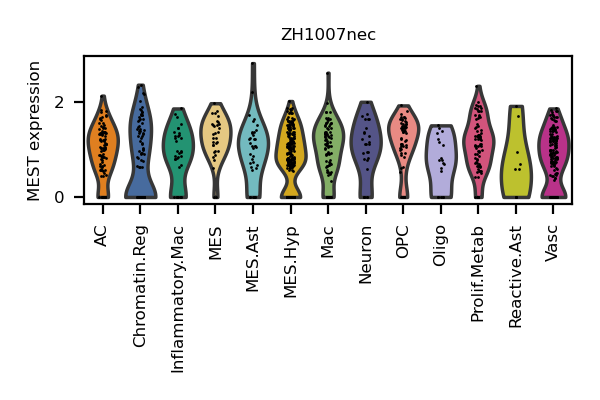 ZH1007nec
MEST expression
2
0
AC
Chromatin.Reg
Inflammatory.Mac
MES
MES.Ast
MES.Hyp
Mac
Neuron
OPC
Oligo
Prolif.Metab
Reactive.Ast
Vasc